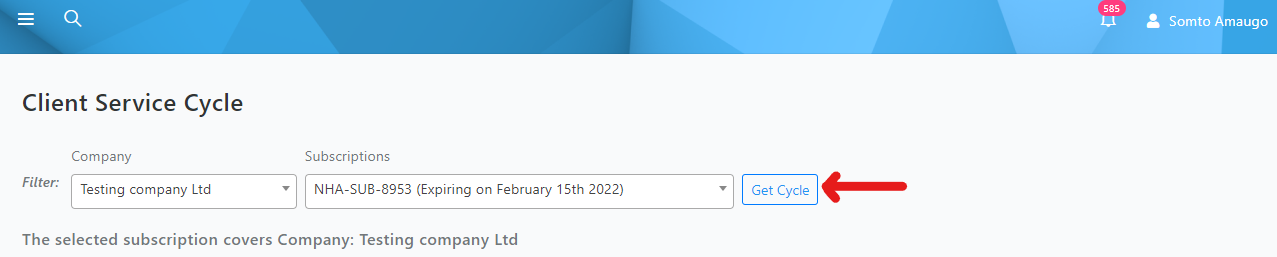 585
Somto Amaugo
Client Service Cycle
Company
Subscriptions
Filter:
Testing company Ltd
NHA-SUB-8953 (Expiring on February 15th 2022)
Get Cycle
The selected subscription covers Company: Testing company Ltd